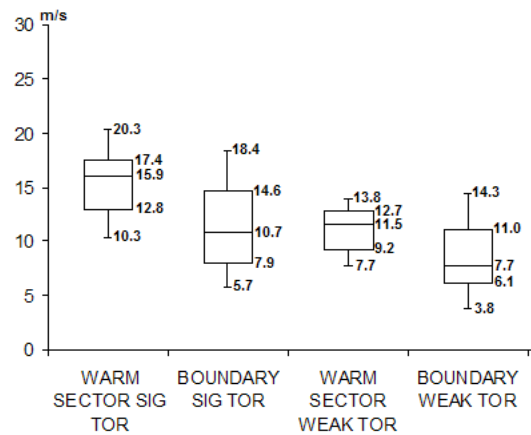 m/s
30
25
20
15
10
5
0
20.3
17.4
15.9
12.8
10.3
18.4
14.6
10.7
7.9
5.7
13.8
12.7
11.5
9.2
7.7
14.3
11.0
7.7
6.1
3.8
WARM
SECTOR SIG
TOR
BOUNDARY
SIG TOR
WARM
SECTOR
WEAK TOR
BOUNDARY
WEAK TOR